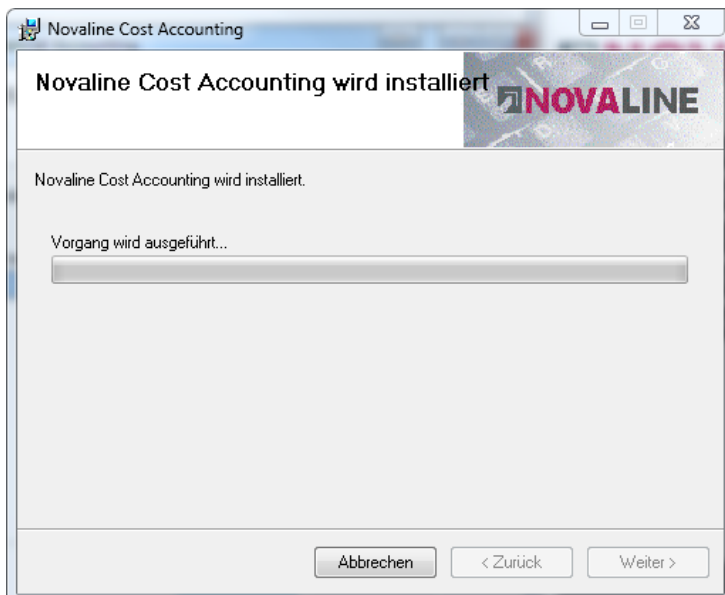 Novaline Cost Accounting
Novaline Cost Accounting wird installiert
NOVALINE
Novaline Cost Accounting wird installiert.
Vorgang wird ausgeführt...
Abbrechen
< Zurück
Weiter >